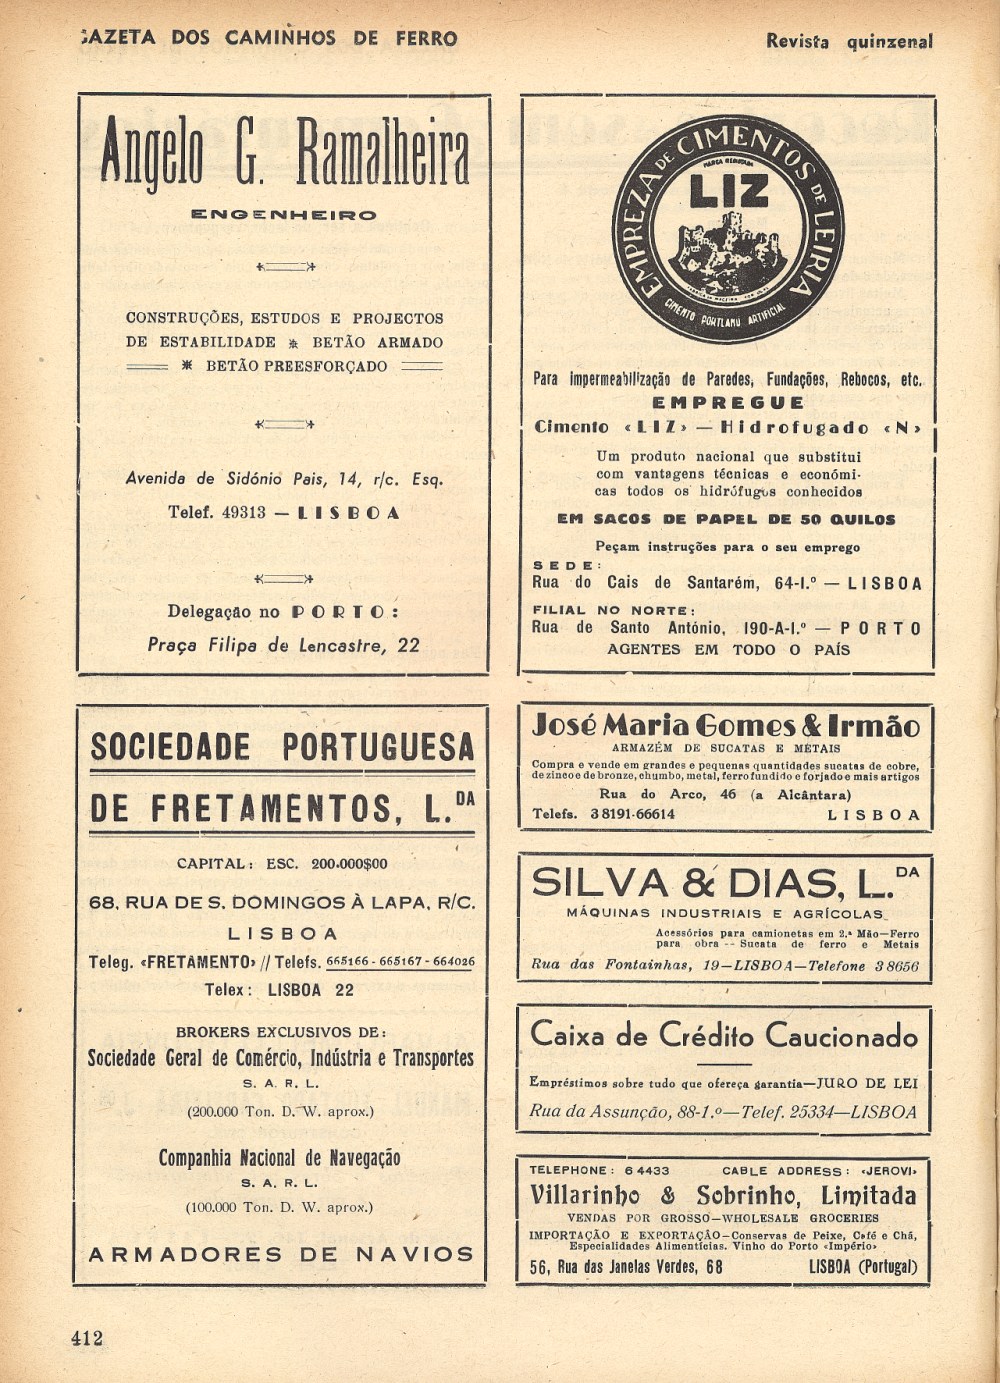 GAZETA DOS CAMINHOS DE FERRO
Revista quinzenal
Angelo G. Ramalheira
ENGENHEIRO
CONSTRUÇÕES, ESTUDOS E PROJECTOS
DE ESTABILIDADE ⁜ BETÃO ARMADO
⁜ BETÃO PREESFORÇADO
Avenida de Sidónio Pais, 14, r/c. Esq.
Telef. 49313 — LISBOA
Delegação no PORTO:
Praça Filipa de Lencastre, 22
EMPREZA DE CIMENTOS DE LEIRIA
MARCA REGISTADA
LIZ
CIMENTO PORTLAND ARTIFICIAL
Para impermeabilização de Paredes, Fundações, Rebocos, etc.
EMPREGUE
Cimento «LIZ» — Hidrofugado «N»
Um produto nacional que substitui
com vantagens técnicas e económi-
cas todos os hidrófugos conhecidos
EM SACOS DE PAPEL DE 50 QUILOS
Peçam instruções para o seu emprego
SEDE:
Rua do Cais de Santarém, 64-1.º — LISBOA
FILIAL NO NORTE:
Rua de Santo António, 190-A-1.º — PORTO
AGENTES EM TODO O PAÍS
SOCIEDADE PORTUGUESA
DE FRETAMENTOS, L.DA
CAPITAL: ESC. 200.000$00
68, RUA DE S. DOMINGOS À LAPA, R/C.
LISBOA
Teleg. «FRETAMENTO» // Telefs. 665166 - 665167 - 664026
Telex: LISBOA 22
BROKERS EXCLUSIVOS DE:
Sociedade Geral de Comércio, Indústria e Transportes
S. A. R. L.
(200.000 Ton. D. W. aprox.)
Companhia Nacional de Navegação
S. A. R. L.
(100.000 Ton. D. W. aprox.)
ARMADORES DE NAVIOS
José Maria Gomes & Irmão
ARMAZÉM DE SUCATAS E METAIS
Compra e vende em grandes e pequenas quantidades sucatas de cobre,
de zinco e de bronze, chumbo, metal, ferro fundido e forjado e mais artigos
Rua do Arco, 46 (a Alcântara)
Telefs. 38191-66614 LISBOA
SILVA & DIAS, L.DA
MÁQUINAS INDUSTRIAIS E AGRÍCOLAS
Acessórios para camionetas em 2.ª Mão—Ferro
para obra -- Sucata de ferro e Metais
Rua das Fontainhas, 19—LISBOA—Telefone 38656
Caixa de Crédito Caucionado
Empréstimos sobre tudo que ofereça garantia—JURO DE LEI
Rua da Assunção, 88-1.º—Telef. 25334—LISBOA
TELEPHONE: 64433 CABLE ADDRESS: «JEROVI»
Villarinho & Sobrinho, Limitada
VENDAS POR GROSSO—WHOLESALE GROCERIES
IMPORTAÇÃO E EXPORTAÇÃO—Conservas de Peixe, Café e Chá,
Especialidades Alimentícias. Vinho do Porto «Império»
56, Rua das Janelas Verdes, 68 LISBOA (Portugal)
412